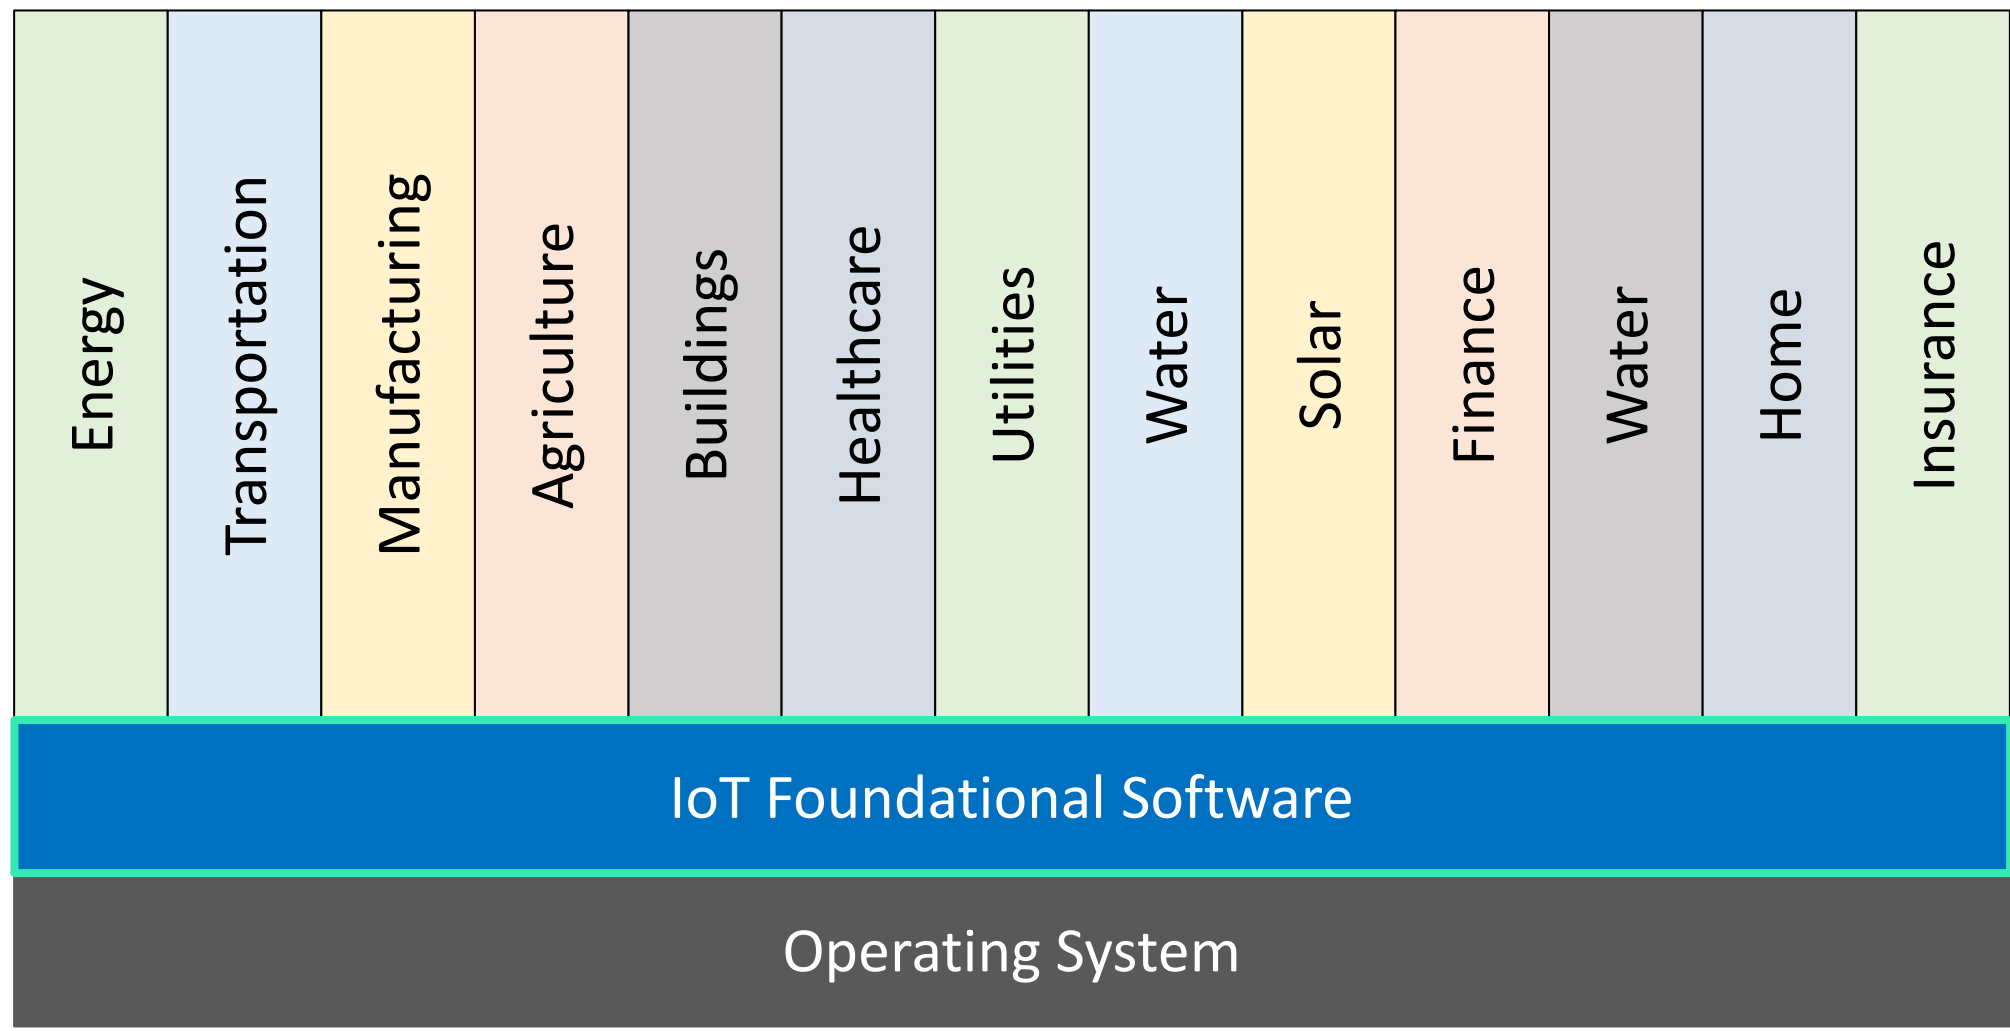 Energy
Transportation
Manufacturing
Agriculture
Buildings
Healthcare
Utilities
Water
Solar
Finance
Water
Home
Insurance
IoT Foundational Software
Operating System